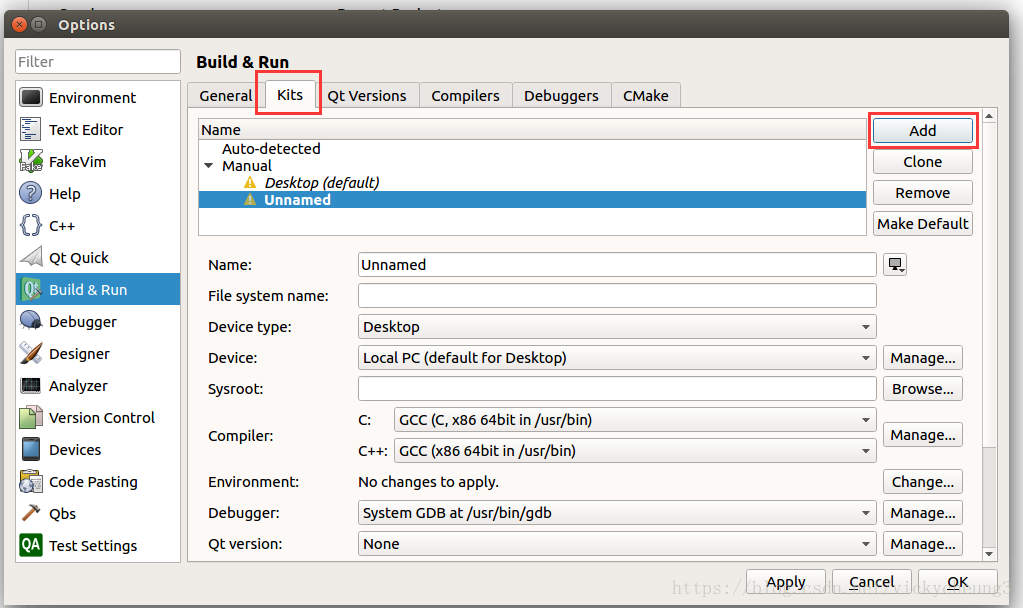 Options
Filter
Environment
Text Editor
FakeVim
Help
C++
Qt Quick
Build & Run
Debugger
Designer
Analyzer
Version Control
Devices
Code Pasting
Qbs
Test Settings
Build & Run
General Kits Qt Versions Compilers Debuggers CMake
Name
Auto-detected
Manual
Desktop (default)
Unnamed
Add
Clone
Remove
Make Default
Name: Unnamed
File system name:
Device type: Desktop
Device: Local PC (default for Desktop) Manage...
Sysroot: Browse...
Compiler: C: GCC (C, x86 64bit in /usr/bin)
C++: GCC (x86 64bit in /usr/bin) Manage...
Environment: No changes to apply. Change...
Debugger: System GDB at /usr/bin/gdb Manage...
Qt version: None Manage...
Apply Cancel OK